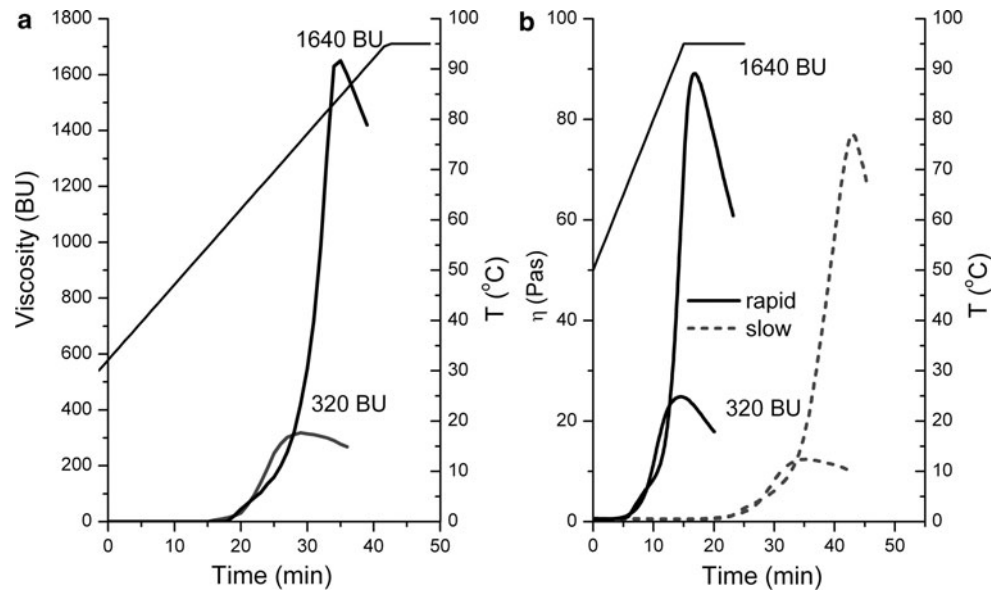 a
1800
1600
1400
1200
1000
800
600
400
200
0
Viscosity (BU)
1640 BU
320 BU
100
90
80
70
60
50
40
30
20
10
0
T (°C)
0 10 20 30 40 50
Time (min)
b
100
80
60
40
20
0
η (Pas)
1640 BU
rapid
slow
320 BU
100
90
80
70
60
50
40
30
20
10
0
T (°C)
0 10 20 30 40 50
Time (min)